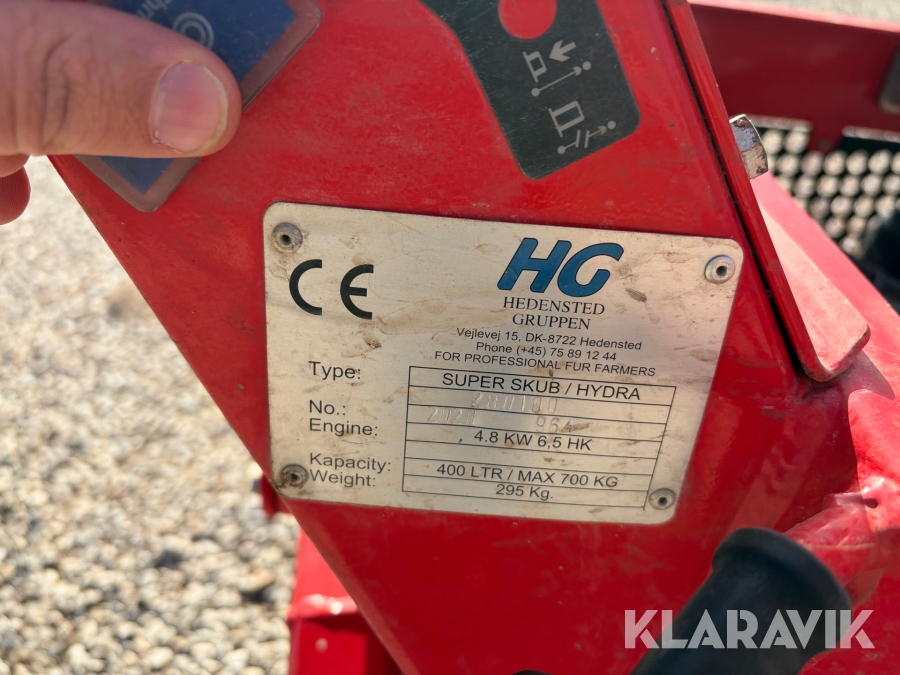 CE
HG
HEDENSTED
GRUPPEN
Vejlevej 15, DK-8722 Hedensted
Phone (+45) 75 89 12 44
FOR PROFESSIONAL FUR FARMERS
Type: SUPER SKUB / HYDRA
No.:
Engine: 4.8 KW 6,5 HK
Kapacity: 400 LTR / MAX 700 KG
Weight: 295 Kg.
KLARAVIK